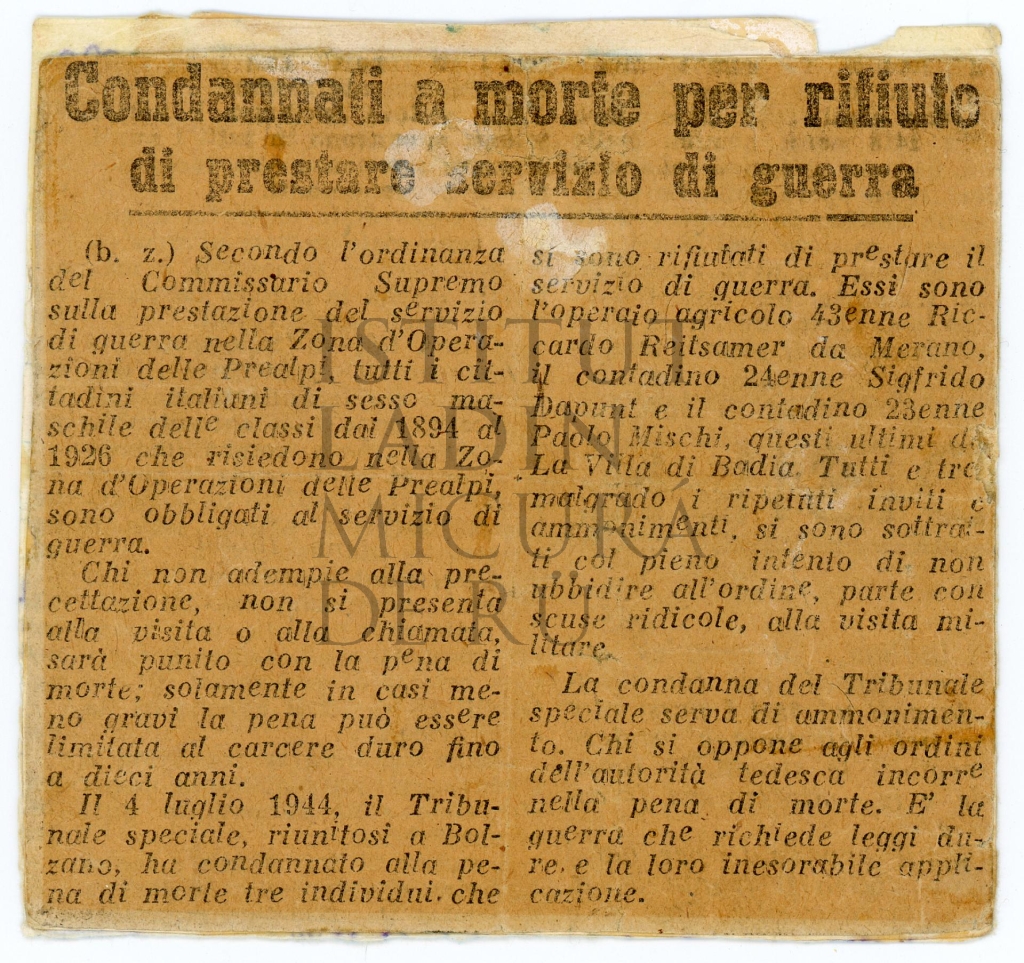 Condannati a morte per rifiuto
di prestare servizio di guerra
(b. z.) Secondo l'ordinanza
del Commissario Supremo
sulla prestazione del servizio
di guerra nella Zona d'Opera-
zioni delle Prealpi, tutti i cit-
tadini italiani di sesso ma-
schile delle classi dal 1894 al
1926 che risiedono nella Zo-
na d'Operazioni delle Prealpi,
sono obbligati al servizio di
guerra.
Chi non adempie alla pre-
cettazione, non si presenta
alla visita o alla chiamata,
sarà punito con la pena di
morte; solamente in casi me-
no gravi la pena può essere
limitata al carcere duro fino
a dieci anni.
Il 4 luglio 1944, il Tribu-
nale speciale, riunitosi a Bol-
zano, ha condannato alla pe-
na di morte tre individui, che
si sono rifiutati di prestare il
servizio di guerra. Essi sono
l'operaio agricolo 43enne Ric-
cardo Reitsamer da Merano,
il contadino 24enne Sigfrido
Dapunt e il contadino 23enne
Paolo Mischi, questi ultimi da
La Villa di Badia. Tutti e tre,
malgrado i ripetuti inviti e
ammonimenti, si sono sottrat-
ti col pieno intento di non
ubbidire all'ordine, parte con
scuse ridicole, alla visita mi-
litare.
La condanna del Tribunale
speciale serva di ammonimen-
to. Chi si oppone agli ordini
dell'autorità tedesca incorre
nella pena di morte. E' la
guerra che richiede leggi du-
re, e la loro inesorabile appli-
cazione.
ISTITUT
LADIN
MICURÁ
DE RÜ